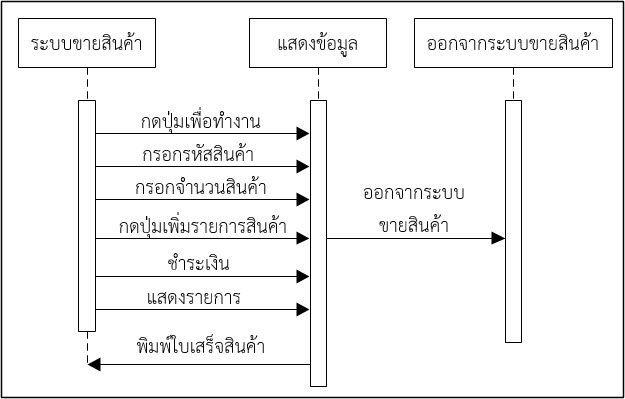 ระบบขายสินค้า
แสดงข้อมูล
ออกจากระบบขายสินค้า
กดปุ่มเพื่อทำงาน
กรอกรหัสสินค้า
กรอกจำนวนสินค้า
กดปุ่มเพิ่มรายการสินค้า
ชำระเงิน
แสดงรายการ
พิมพ์ใบเสร็จสินค้า
ออกจากระบบ
ขายสินค้า